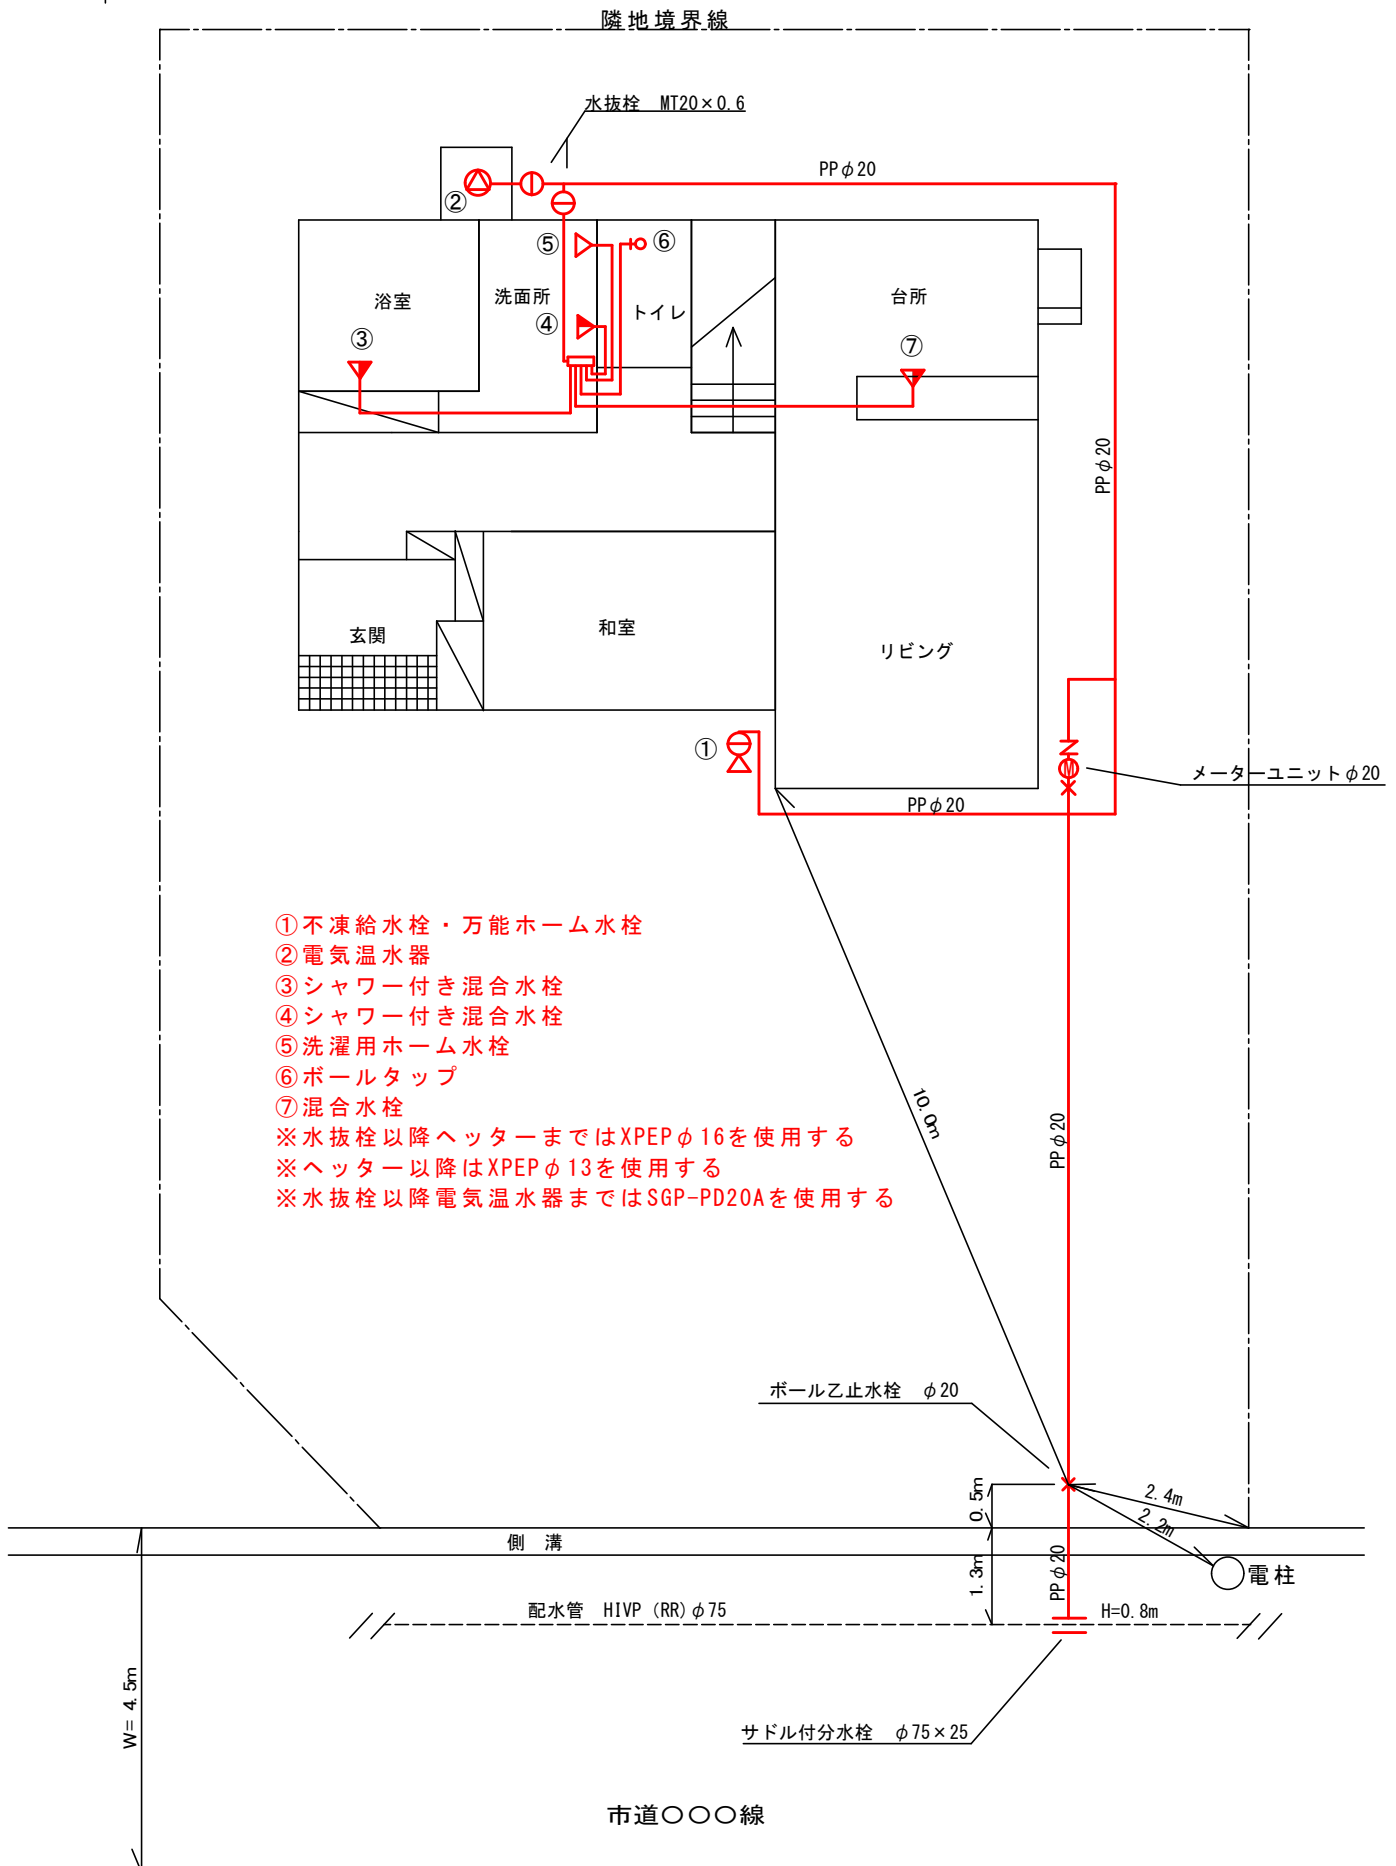 隣地境界線
水抜栓　MT20×0.6
PPφ20
②
⑤
⑥
浴室
洗面所
トイレ
台所
④
③
⑦
PPφ20
玄関
和室
リビング
①
M
メーターユニットφ20
PPφ20
①不凍給水栓・万能ホーム水栓
②電気温水器
③シャワー付き混合水栓
④シャワー付き混合水栓
⑤洗濯用ホーム水栓
⑥ボールタップ
⑦混合水栓
※水抜栓以降ヘッターまではXPEPφ16を使用する
※ヘッター以降はXPEPφ13を使用する
※水抜栓以降電気温水器まではSGP-PD20Aを使用する
10.0m
PPφ20
ボール乙止水栓　φ20
0.5m
2.4m
2.2m
側　溝
1.3m
PPφ20
電柱
配水管　HIVP（RR）φ75
H=0.8m
W= 4.5m
サドル付分水栓　φ75×25
市道○○○線